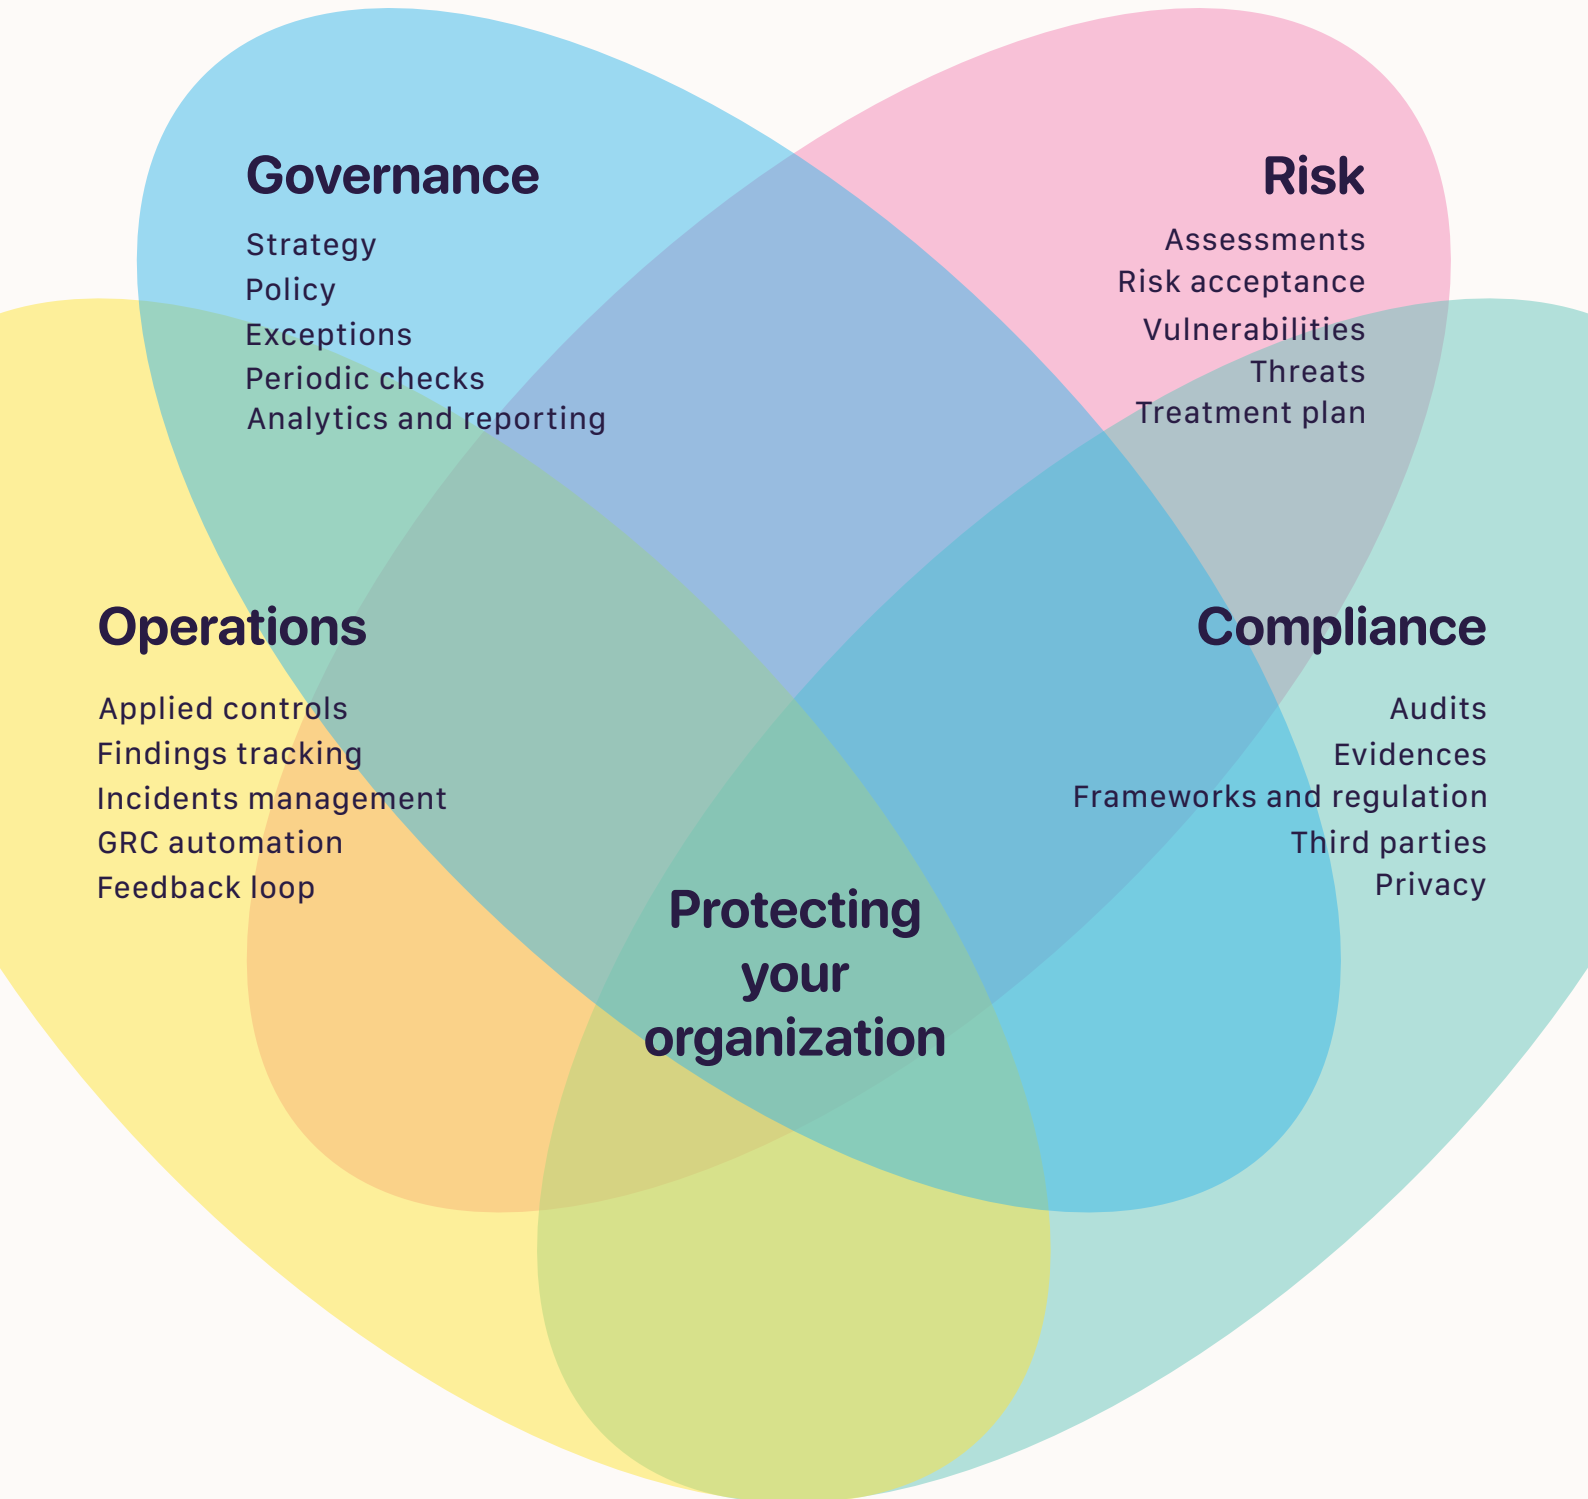 Governance
Strategy
Policy
Exceptions
Periodic checks
Analytics and reporting
Risk
Assessments
Risk acceptance
Vulnerabilities
Threats
Treatment plan
Operations
Applied controls
Findings tracking
Incidents management
GRC automation
Feedback loop
Compliance
Audits
Evidences
Frameworks and regulation
Third parties
Privacy
Protecting
your
organization